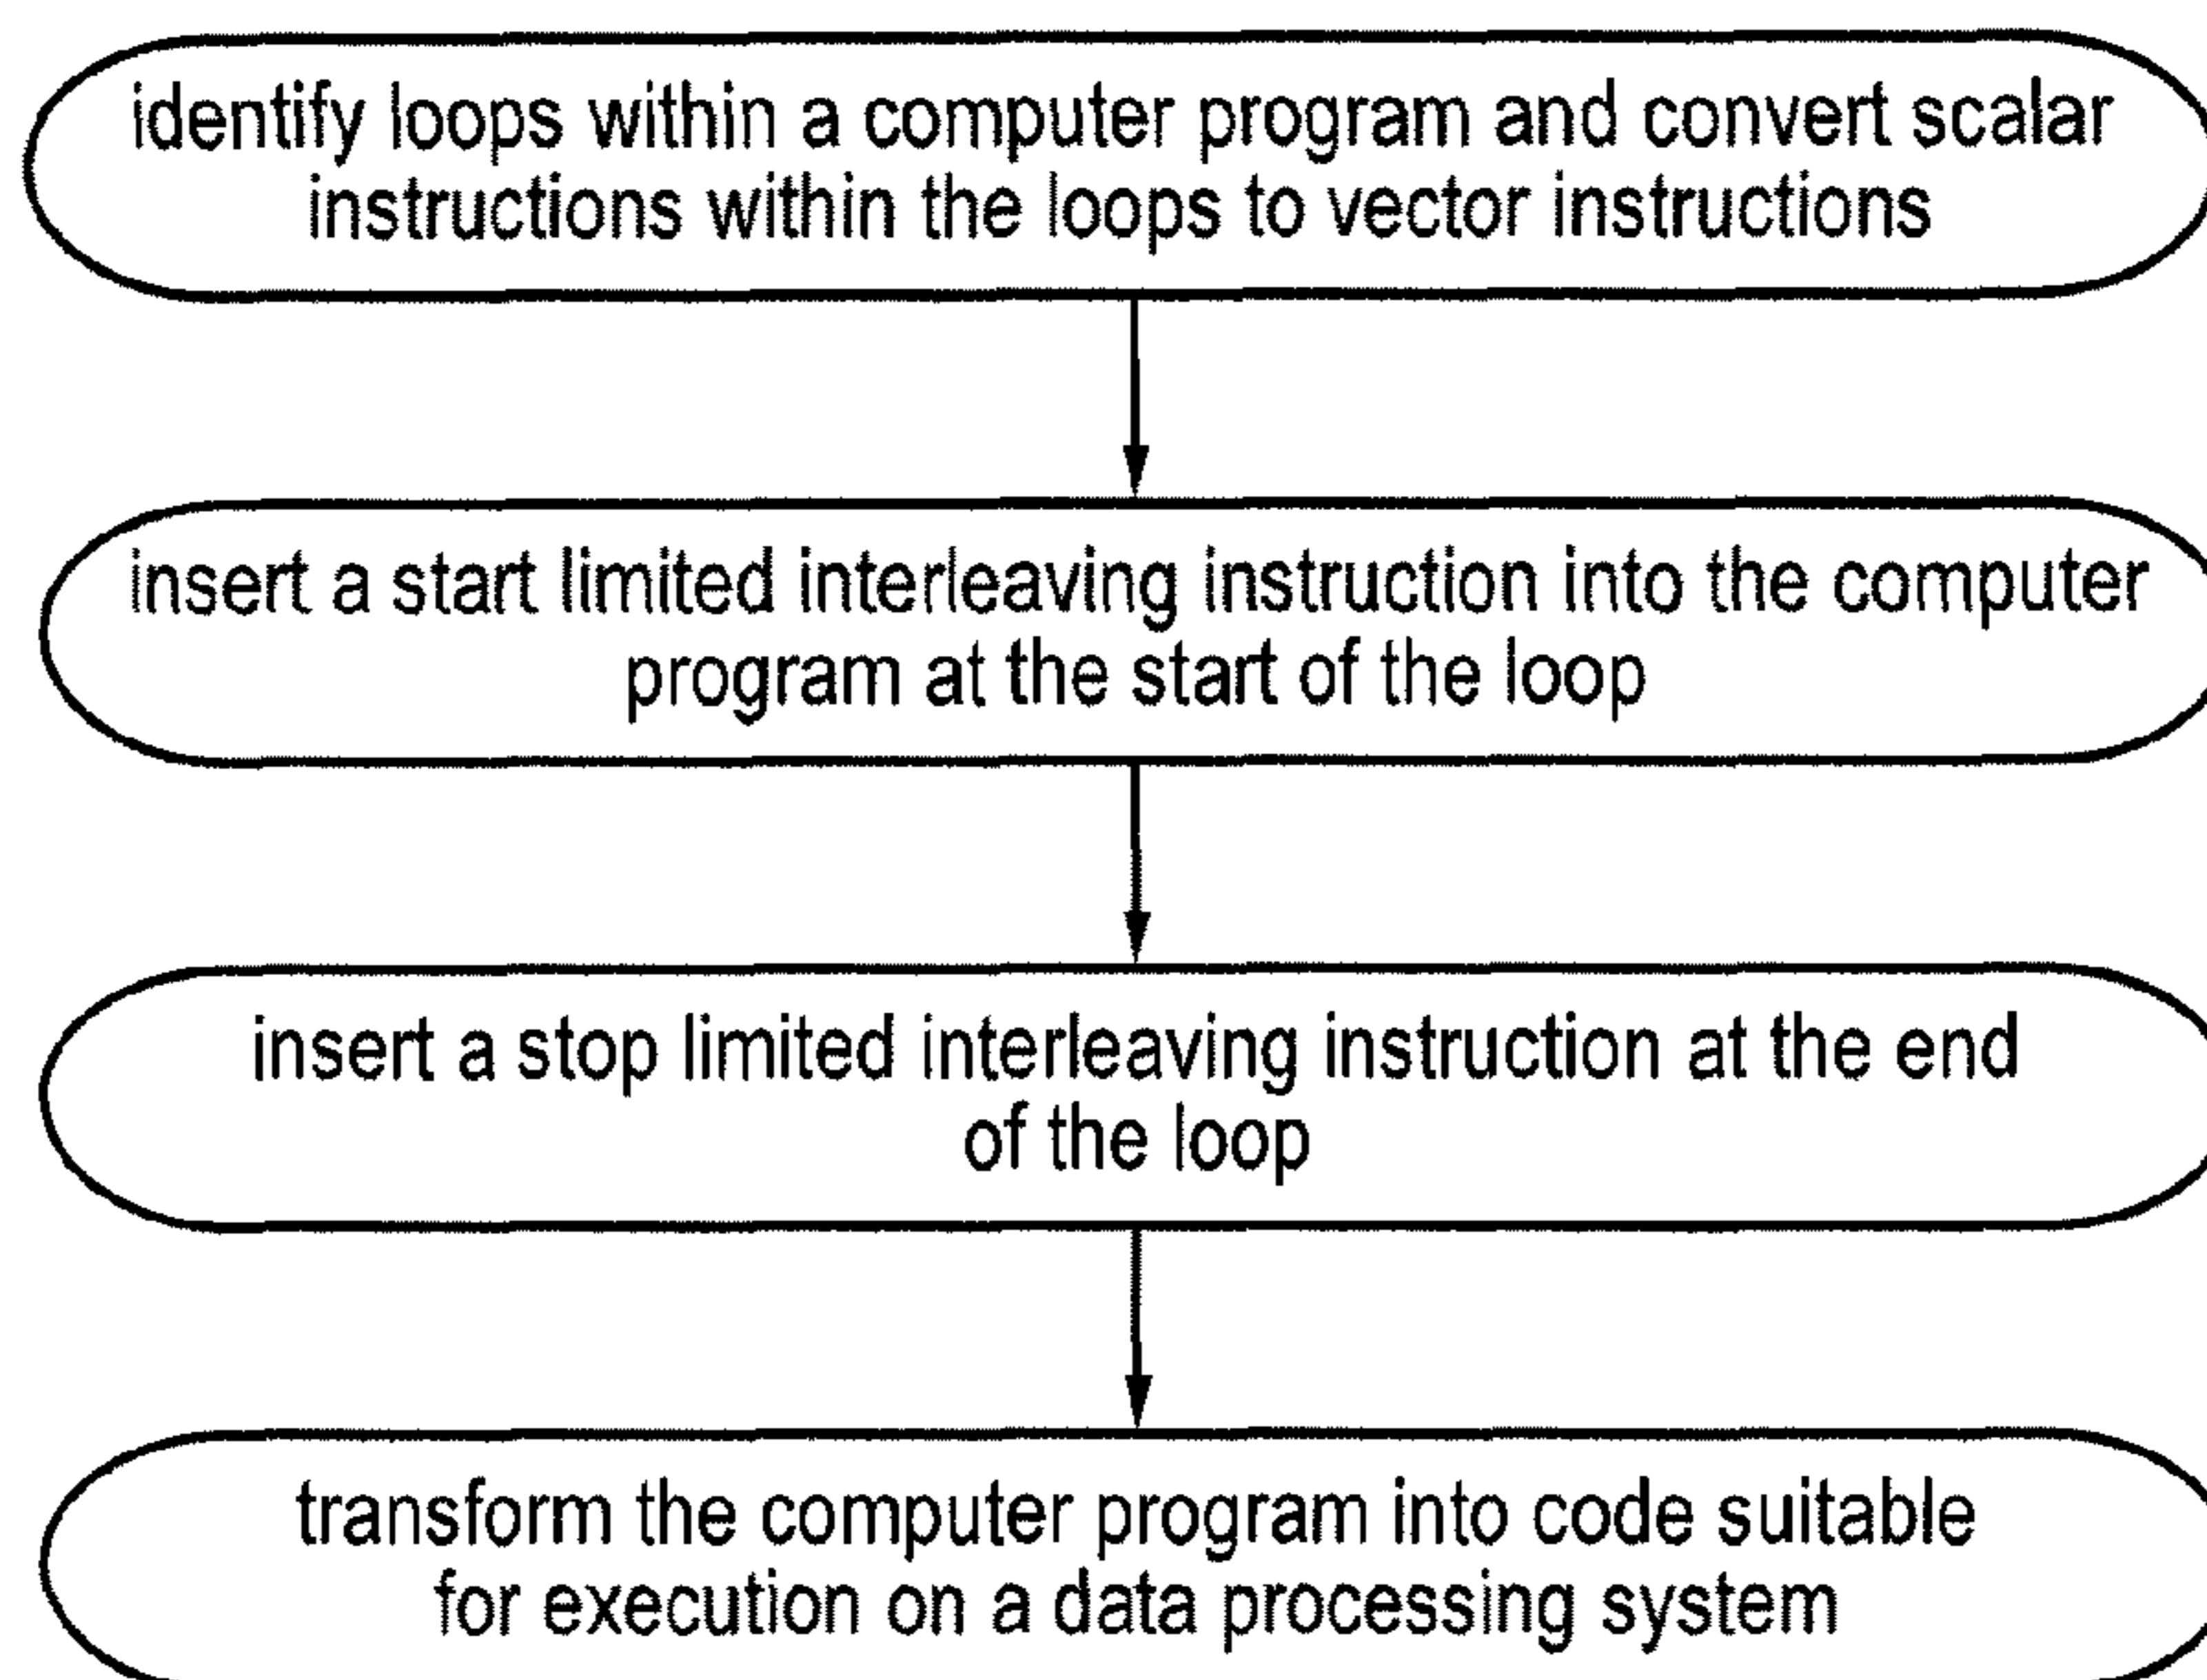 identify loops within a computer program and convert scalar
instructions within the loops to vector instructions
insert a start limited interleaving instruction into the computer
program at the start of the loop
insert a stop limited interleaving instruction at the end
of the loop
transform the computer program into code suitable
for execution on a data processing system